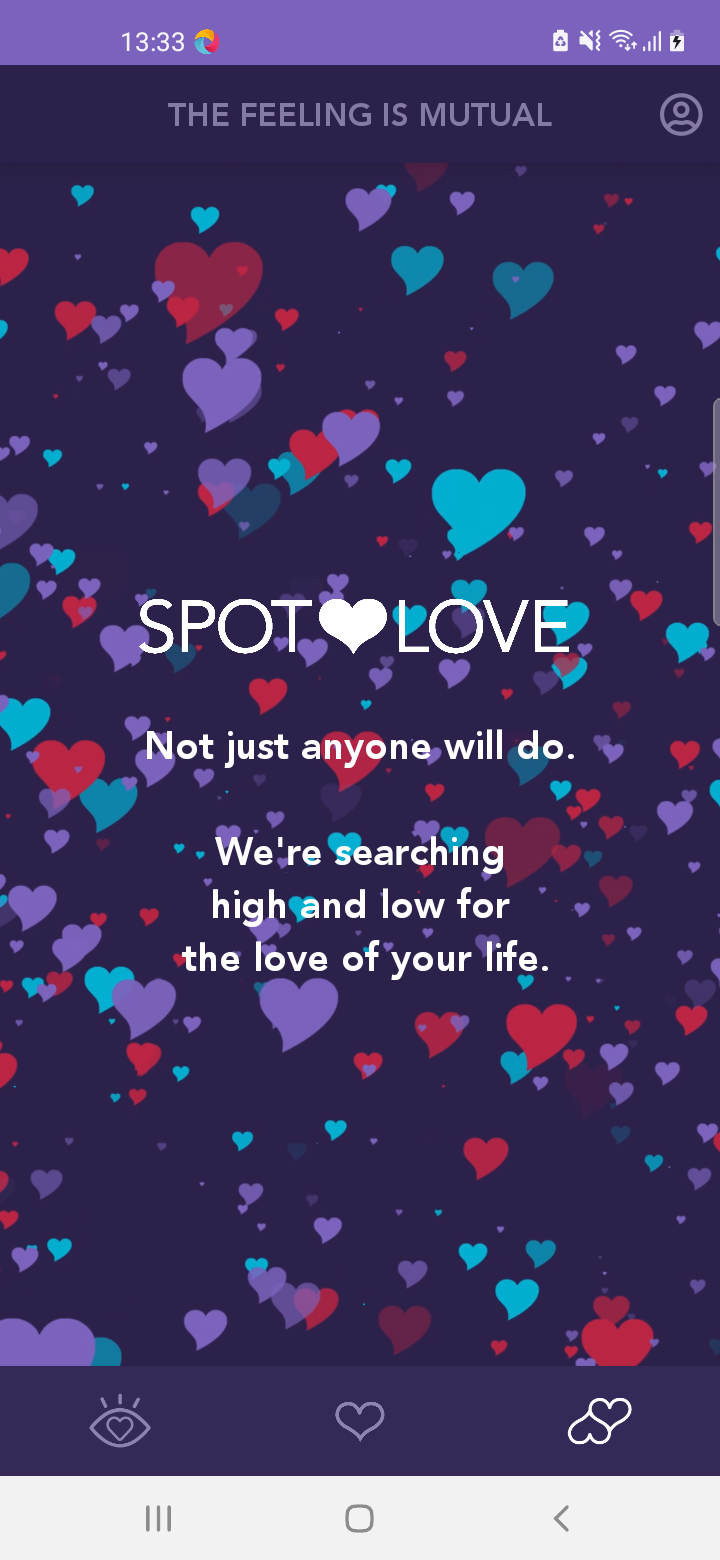 13:33
THE FEELING IS MUTUAL
SPOT LOVE
Not just anyone will do.
We're searching
high and low for
the love of your life.